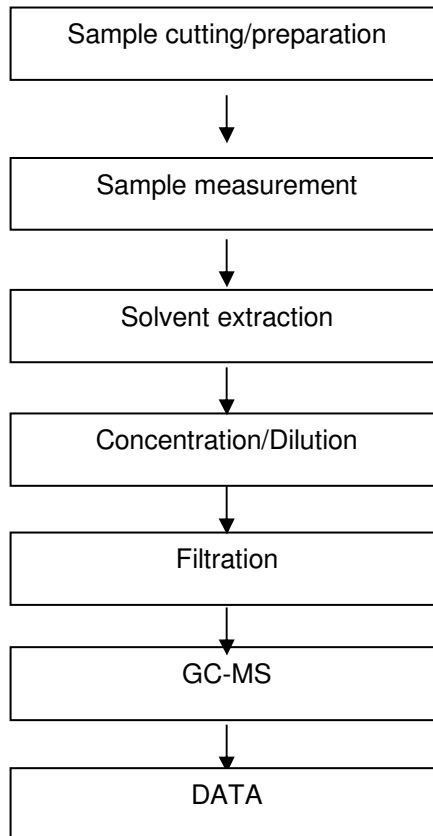 Sample cutting/preparation
Sample measurement
Solvent extraction
Concentration/Dilution
Filtration
GC-MS
DATA